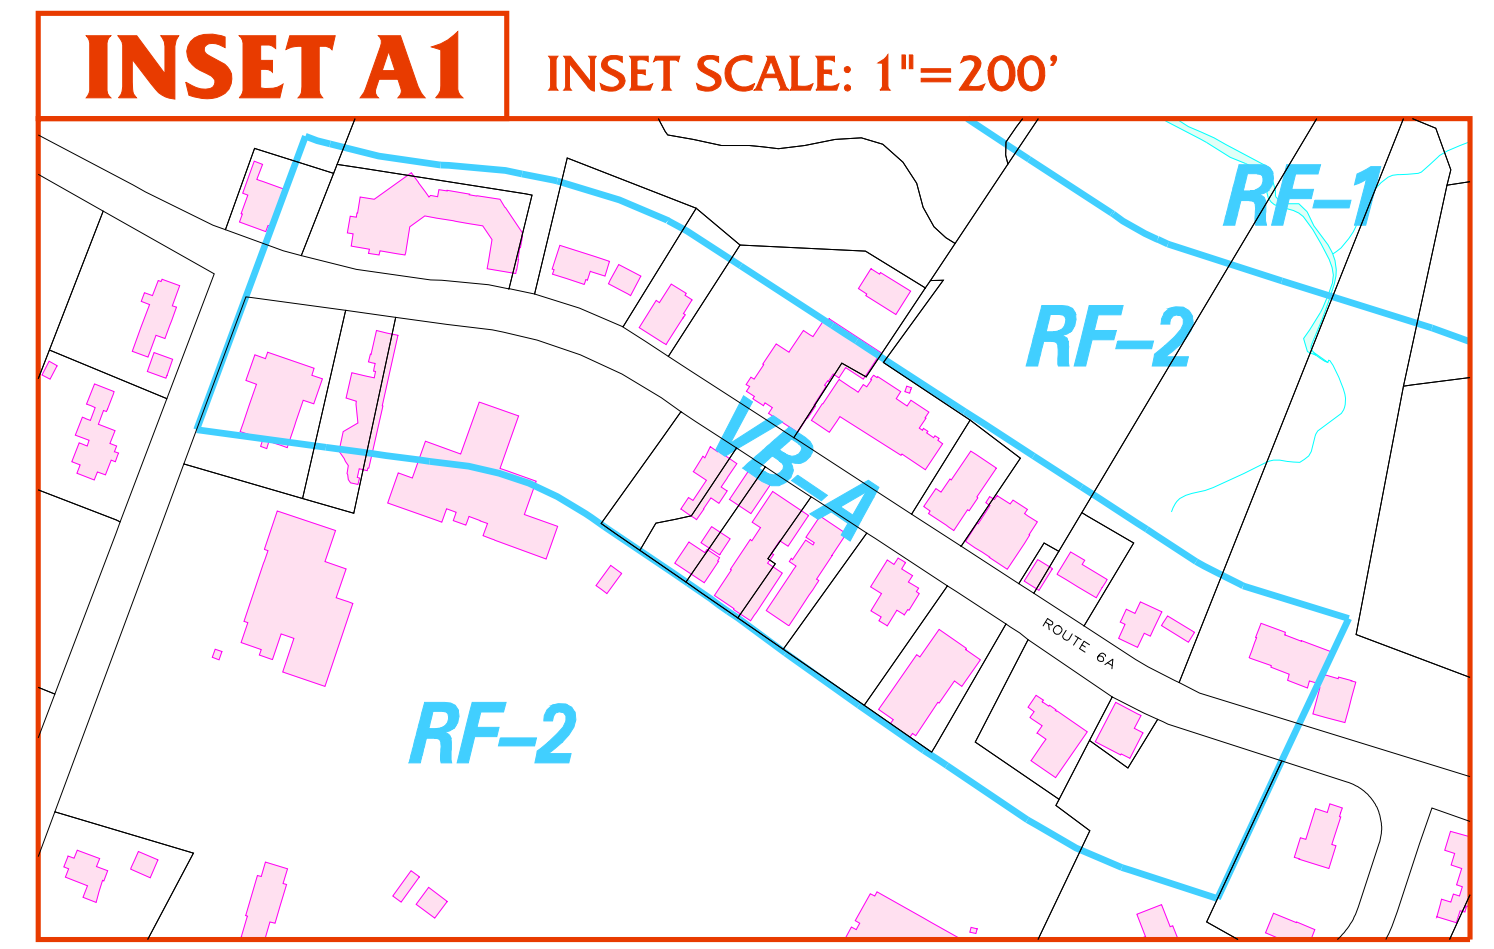 INSET A1
INSET SCALE: 1"=200'
RF-1
RF-2
VB-A
ROUTE 6A
RF-2